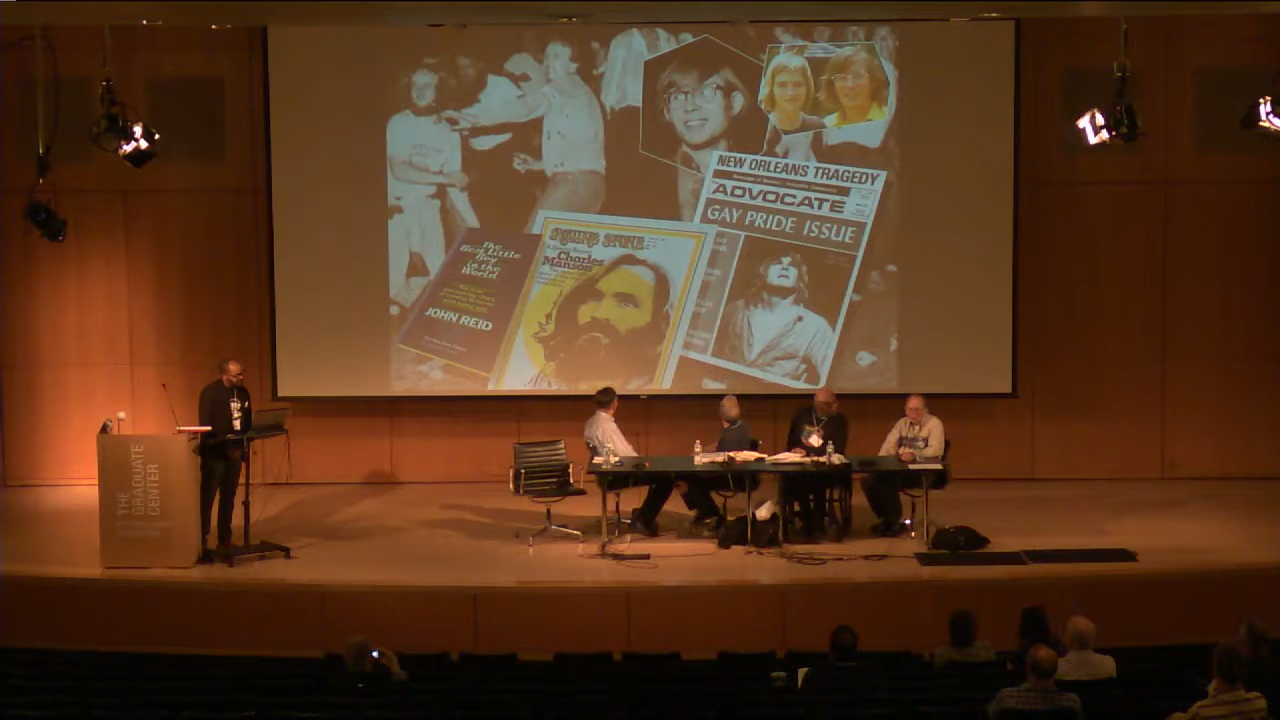 NEW ORLEANS TRAGEDY
ADVOCATE
GAY PRIDE ISSUE
The
Best Little
Boy
in the
World
JOHN REID
ROLLING STONE
Charles
Manson
THE
GRADUATE
CENTER